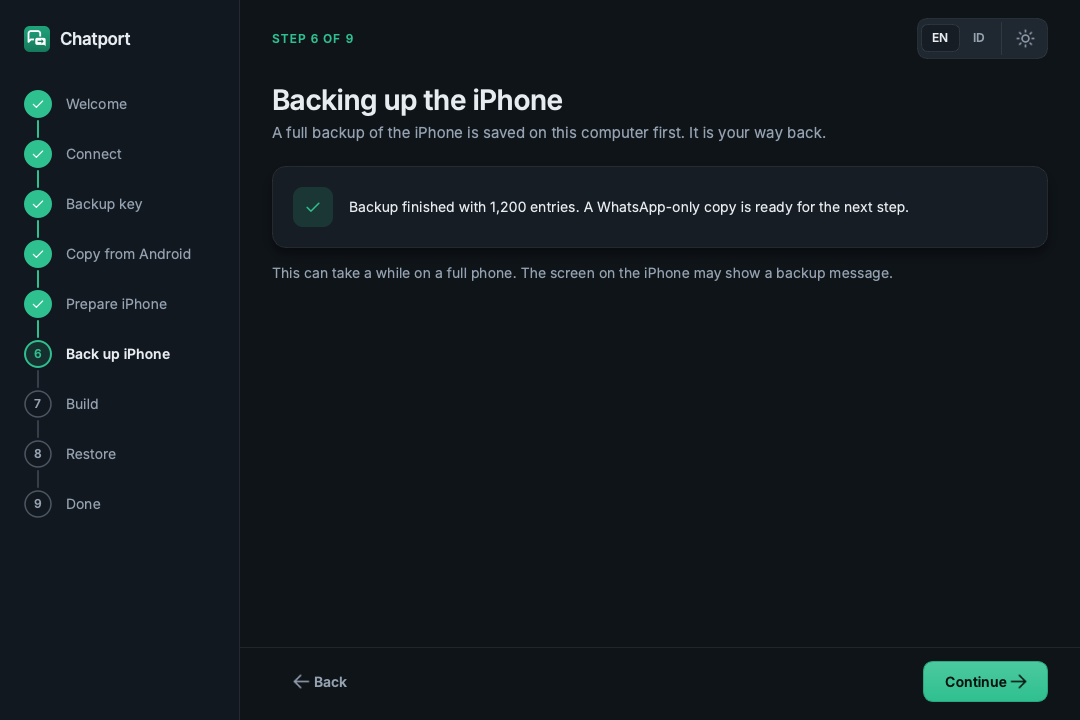 Chatport
Welcome
Connect
Backup key
Copy from Android
Prepare iPhone
6 Back up iPhone
7 Build
8 Restore
9 Done
STEP 6 OF 9
EN ID
Backing up the iPhone
A full backup of the iPhone is saved on this computer first. It is your way back.
Backup finished with 1,200 entries. A WhatsApp-only copy is ready for the next step.
This can take a while on a full phone. The screen on the iPhone may show a backup message.
Back
Continue